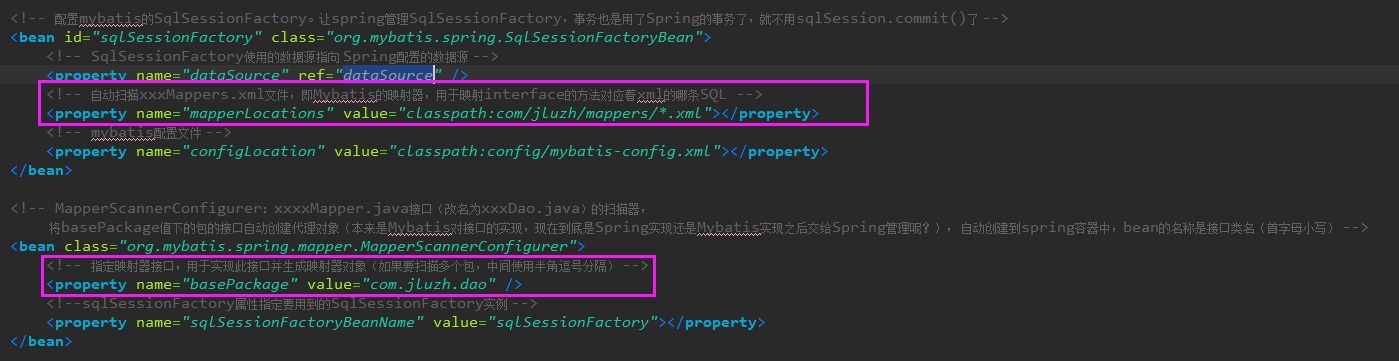 <!-- 配置mybatis的SqlSessionFactory。让spring管理SqlSessionFactory，事务也是用了Spring的事务了，就不用sqlSession.commit()了 -->
<bean id="sqlSessionFactory" class="org.mybatis.spring.SqlSessionFactoryBean">
<!-- SqlSessionFactory使用的数据源指向 Spring配置的数据源 -->
<property name="dataSource" ref="dataSource" />
<!-- 自动扫描xxxMappers.xml文件，即Mybatis的映射器，用于映射interface的方法对应着xml的哪条SQL -->
<property name="mapperLocations" value="classpath:com/jluzh/mappers/*.xml"></property>
<!-- mybatis配置文件 -->
<property name="configLocation" value="classpath:config/mybatis-config.xml"></property>
</bean>
<!-- MapperScannerConfigurer：xxxxMapper.java接口（改名为xxxDao.java）的扫描器，
将basePackage值下的包的接口自动创建代理对象（本来是Mybatis对接口的实现，现在到底是Spring实现还是Mybatis实现之后交给Spring管理呢？），自动创建到spring容器中，bean的名称是接口类名（首字母小写） -->
<bean class="org.mybatis.spring.mapper.MapperScannerConfigurer">
<!-- 指定映射器接口，用于实现此接口并生成映射器对象（如果要扫描多个包，中间使用半角逗号分隔） -->
<property name="basePackage" value="com.jluzh.dao" />
<!--sqlSessionFactory属性指定要用到的SqlSessionFactory实例 -->
<property name="sqlSessionFactoryBeanName" value="sqlSessionFactory"></property>
</bean>